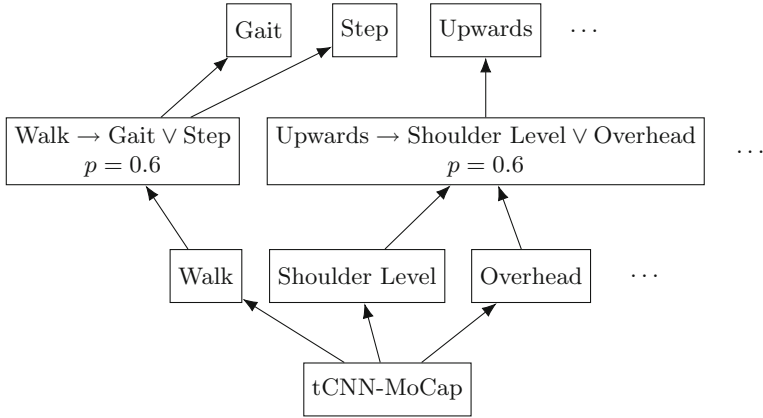 Gait
Step
Upwards
...
Walk → Gait ∨ Step
p = 0.6
Upwards → Shoulder Level ∨ Overhead
p = 0.6
...
Walk
Shoulder Level
Overhead
...
tCNN-MoCap